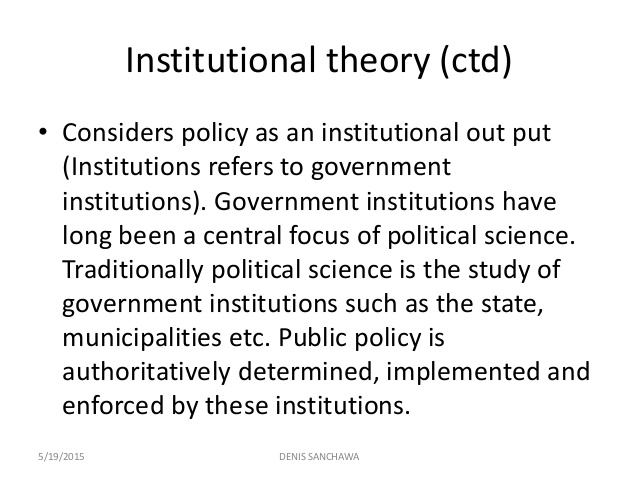 Institutional theory (ctd)
• Considers policy as an institutional out put
(Institutions refers to government
institutions). Government institutions have
long been a central focus of political science.
Traditionally political science is the study of
government institutions such as the state,
municipalities etc. Public policy is
authoritatively determined, implemented and
enforced by these institutions.
5/19/2015
DENIS SANCHAWA